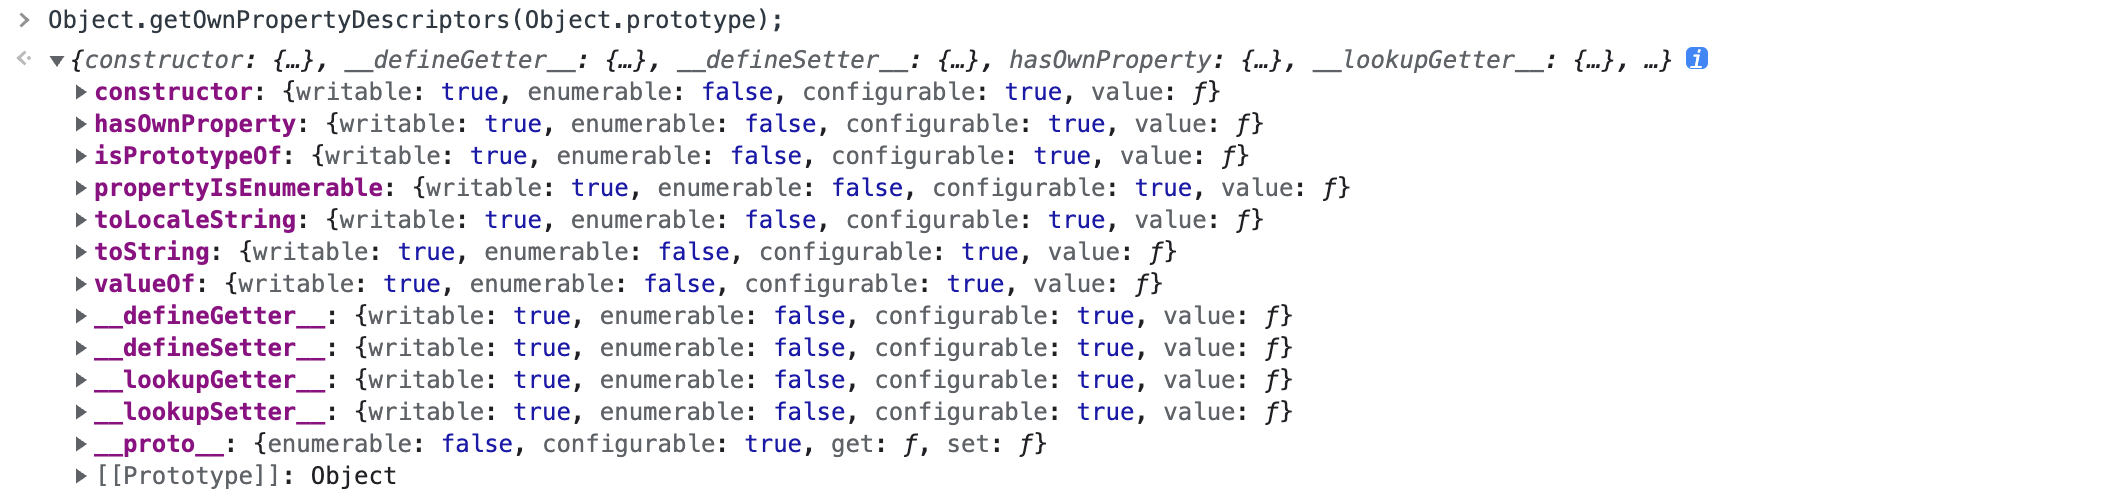 > Object.getOwnPropertyDescriptors(Object.prototype);
{constructor: {…}, __defineGetter__: {…}, __defineSetter__: {…}, hasOwnProperty: {…}, __lookupGetter__: {…}, …} i
constructor: {writable: true, enumerable: false, configurable: true, value: ƒ}
hasOwnProperty: {writable: true, enumerable: false, configurable: true, value: ƒ}
isPrototypeOf: {writable: true, enumerable: false, configurable: true, value: ƒ}
propertyIsEnumerable: {writable: true, enumerable: false, configurable: true, value: ƒ}
toLocaleString: {writable: true, enumerable: false, configurable: true, value: ƒ}
toString: {writable: true, enumerable: false, configurable: true, value: ƒ}
valueOf: {writable: true, enumerable: false, configurable: true, value: ƒ}
__defineGetter__: {writable: true, enumerable: false, configurable: true, value: ƒ}
__defineSetter__: {writable: true, enumerable: false, configurable: true, value: ƒ}
__lookupGetter__: {writable: true, enumerable: false, configurable: true, value: ƒ}
__lookupSetter__: {writable: true, enumerable: false, configurable: true, value: ƒ}
__proto__: {enumerable: false, configurable: true, get: ƒ, set: ƒ}
[[Prototype]]: Object